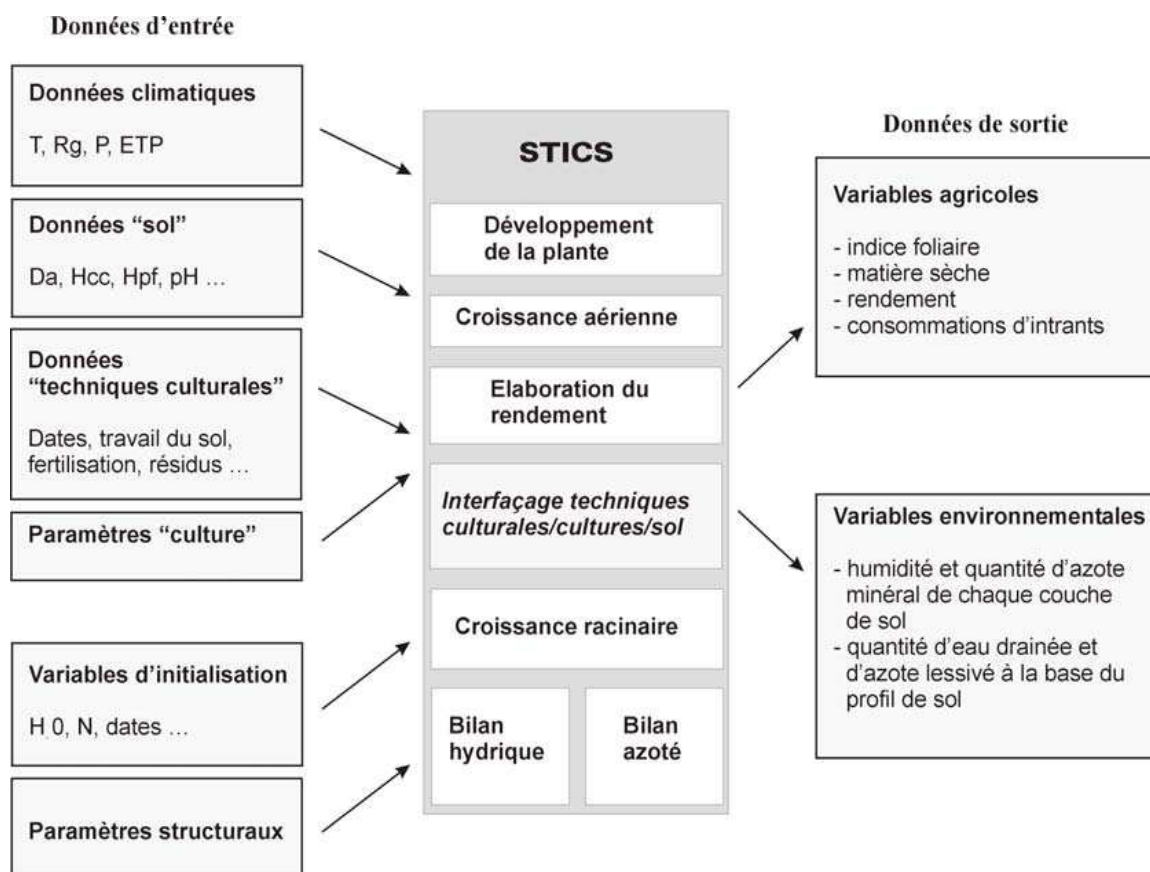 Données d’entrée
Données climatiques
T, Rg, P, ETP
Données “sol”
Da, Hcc, Hpf, pH …
Données
“techniques culturales”
Dates, travail du sol,
fertilisation, résidus …
Paramètres “culture”
Variables d’initialisation
H 0, N, dates …
Paramètres structuraux
STICS
Développement
de la plante
Croissance aérienne
Elaboration du
rendement
Interfaçage techniques
culturales/cultures/sol
Croissance racinaire
Bilan
hydrique
Bilan
azoté
Données de sortie
Variables agricoles
- indice foliaire
- matière sèche
- rendement
- consommations d’intrants
Variables environnementales
- humidité et quantité d’azote
minéral de chaque couche
de sol
- quantité d’eau drainée et
d’azote lessivé à la base du
profil de sol